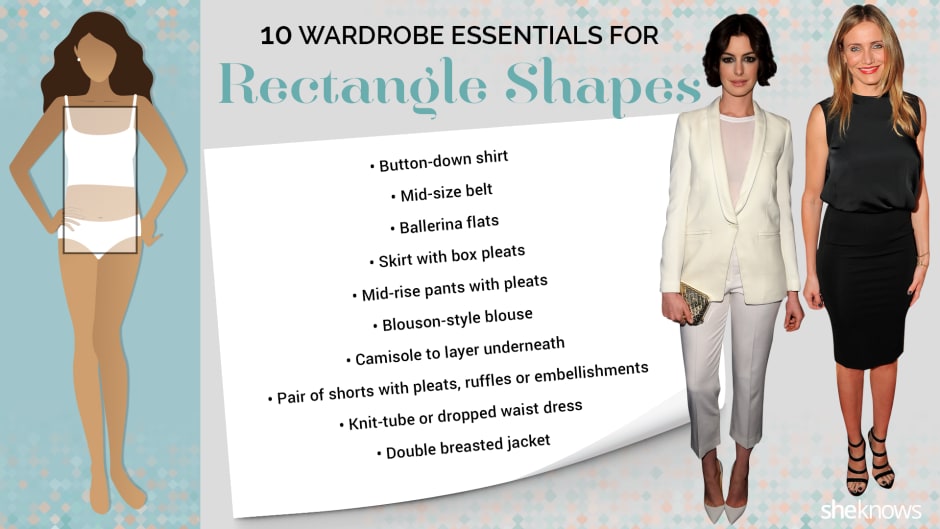 10 WARDROBE ESSENTIALS FOR
Rectangle Shapes
• Button-down shirt
• Mid-size belt
• Ballerina flats
• Skirt with box pleats
• Mid-rise pants with pleats
• Blouson-style blouse
• Camisole to layer underneath
• Pair of shorts with pleats, ruffles or embellishments
• Knit-tube or dropped waist dress
• Double breasted jacket
sheknows